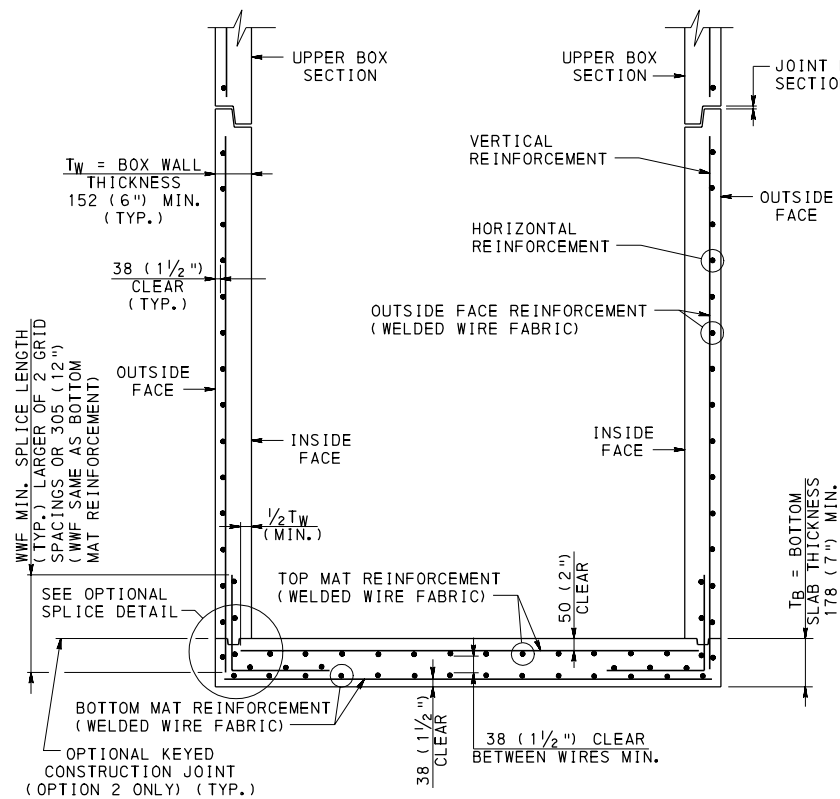 UPPER BOX
SECTION
UPPER BOX
SECTION
JOINT
SECTIO
TW = BOX WALL
THICKNESS
152 (6") MIN.
(TYP.)
VERTICAL
REINFORCEMENT
OUTSIDE
FACE
HORIZONTAL
REINFORCEMENT
38 (1½")
CLEAR
(TYP.)
OUTSIDE FACE REINFORCEMENT
(WELDED WIRE FABRIC)
WWF MIN. SPLICE LENGTH
(TYP.) LARGER OF 2 GRID
SPACINGS OR 305 (12")
(WWF SAME AS BOTTOM
MAT REINFORCEMENT)
OUTSIDE
FACE
INSIDE
FACE
INSIDE
FACE
½TW
(MIN.)
TB = BOTTOM
SLAB THICKNESS
178 (7") MIN.
SEE OPTIONAL
SPLICE DETAIL
TOP MAT REINFORCEMENT
(WELDED WIRE FABRIC)
50 (2")
CLEAR
BOTTOM MAT REINFORCEMENT
(WELDED WIRE FABRIC)
38 (1½")
CLEAR
38 (1½") CLEAR
BETWEEN WIRES MIN.
OPTIONAL KEYED
CONSTRUCTION JOINT
(OPTION 2 ONLY) (TYP.)